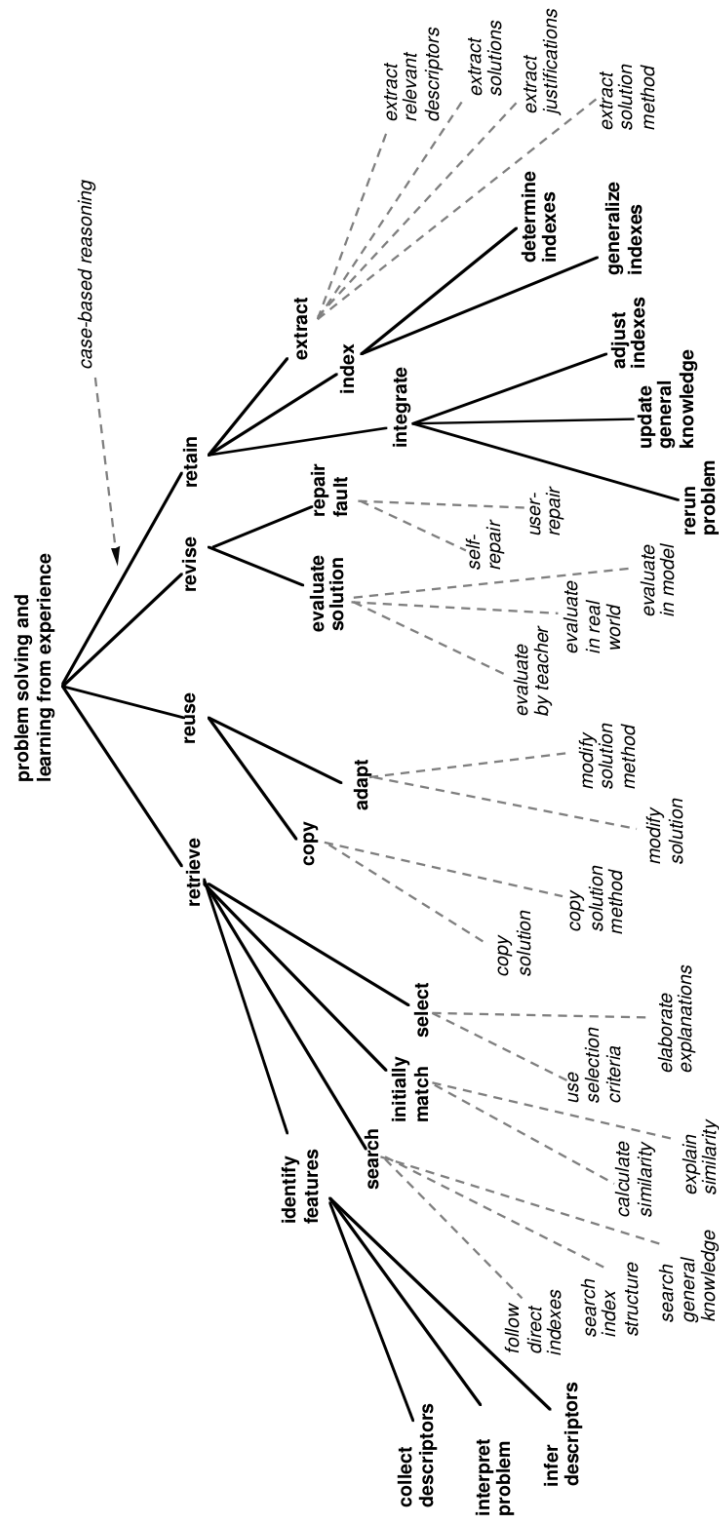 problem solving and
learning from experience
case-based reasoning
retrieve
reuse
revise
retain
identify
features
search
initially
match
select
copy
adapt
evaluate
solution
repair
fault
integrate
index
extract
collect
descriptors
interpret
problem
infer
descriptors
follow
direct
indexes
search
index
structure
search
general
knowledge
calculate
similarity
explain
similarity
use
selection
criteria
elaborate
explanations
copy
solution
copy
solution
method
modify
solution
modify
solution
method
evaluate
by teacher
evaluate
in real
world
evaluate
in model
self-
repair
user-
repair
rerun
problem
update
general
knowledge
adjust
indexes
generalize
indexes
determine
indexes
extract
relevant
descriptors
extract
solutions
extract
justifications
extract
solution
method